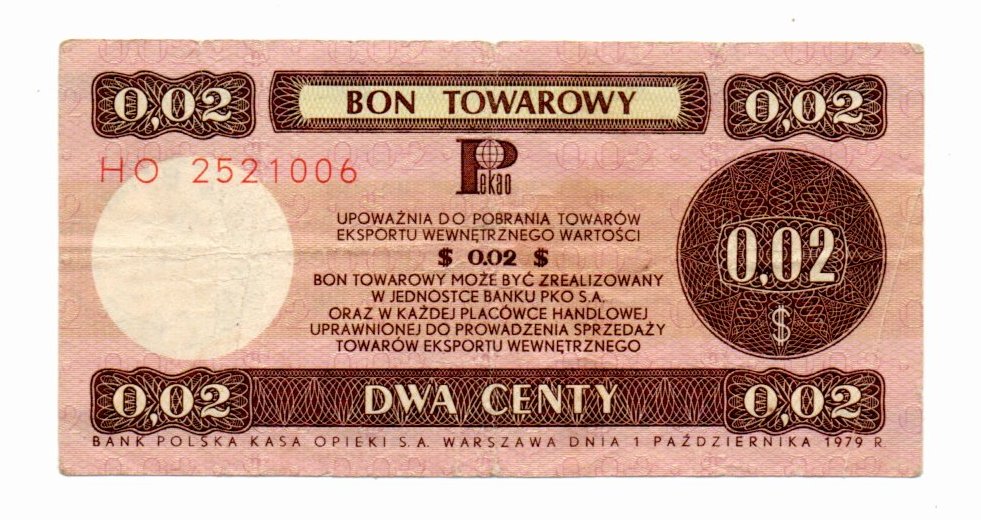 0,02 BON TOWAROWY 0,02
HO 2521006
Pekao
UPOWAŻNIA DO POBRANIA TOWARÓW
EKSPORTU WEWNĘTRZNEGO WARTOŚCI
$ 0.02 $
BON TOWAROWY MOŻE BYĆ ZREALIZOWANY
W JEDNOSTCE BANKU PKO S.A.
ORAZ W KAŻDEJ PLACÓWCE HANDLOWEJ
UPRAWNIONEJ DO PROWADZENIA SPRZEDAŻY
TOWARÓW EKSPORTU WEWNĘTRZNEGO
0,02
$
0,02 DWA CENTY 0,02
BANK POLSKA KASA OPIEKI S.A. WARSZAWA DNIA 1 PAŹDZIERNIKA 1979 R.